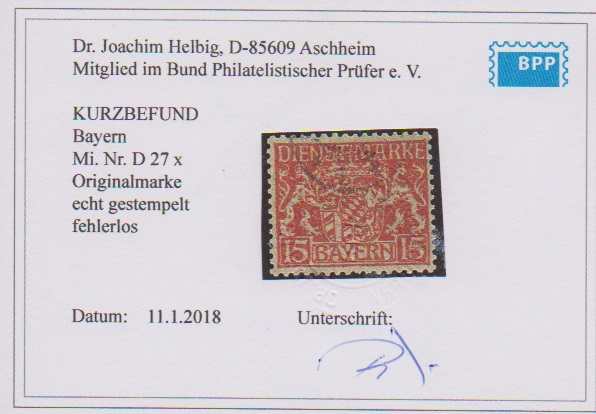 Dr. Joachim Helbig, D-85609 Aschheim
Mitglied im Bund Philatelistischer Prüfer e. V.
BPP
KURZBEFUND
Bayern
Mi. Nr. D 27 x
Originalmarke
echt gestempelt
fehlerlos
DIENSTMARKE
15 BAYERN 15
Datum: 11.1.2018
Unterschrift: